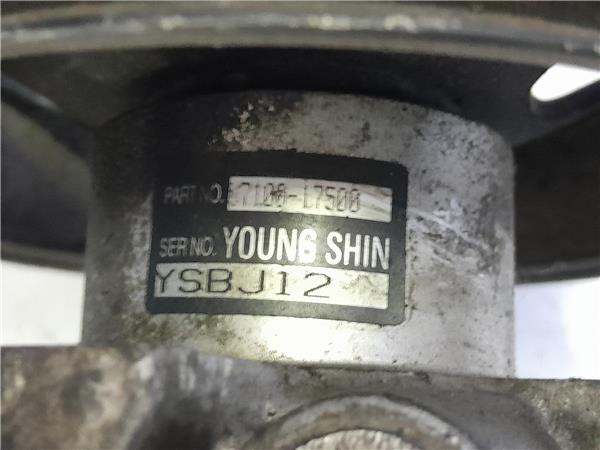 PART NO. 57100-17500
SER NO. YOUNG SHIN
YSBJ12